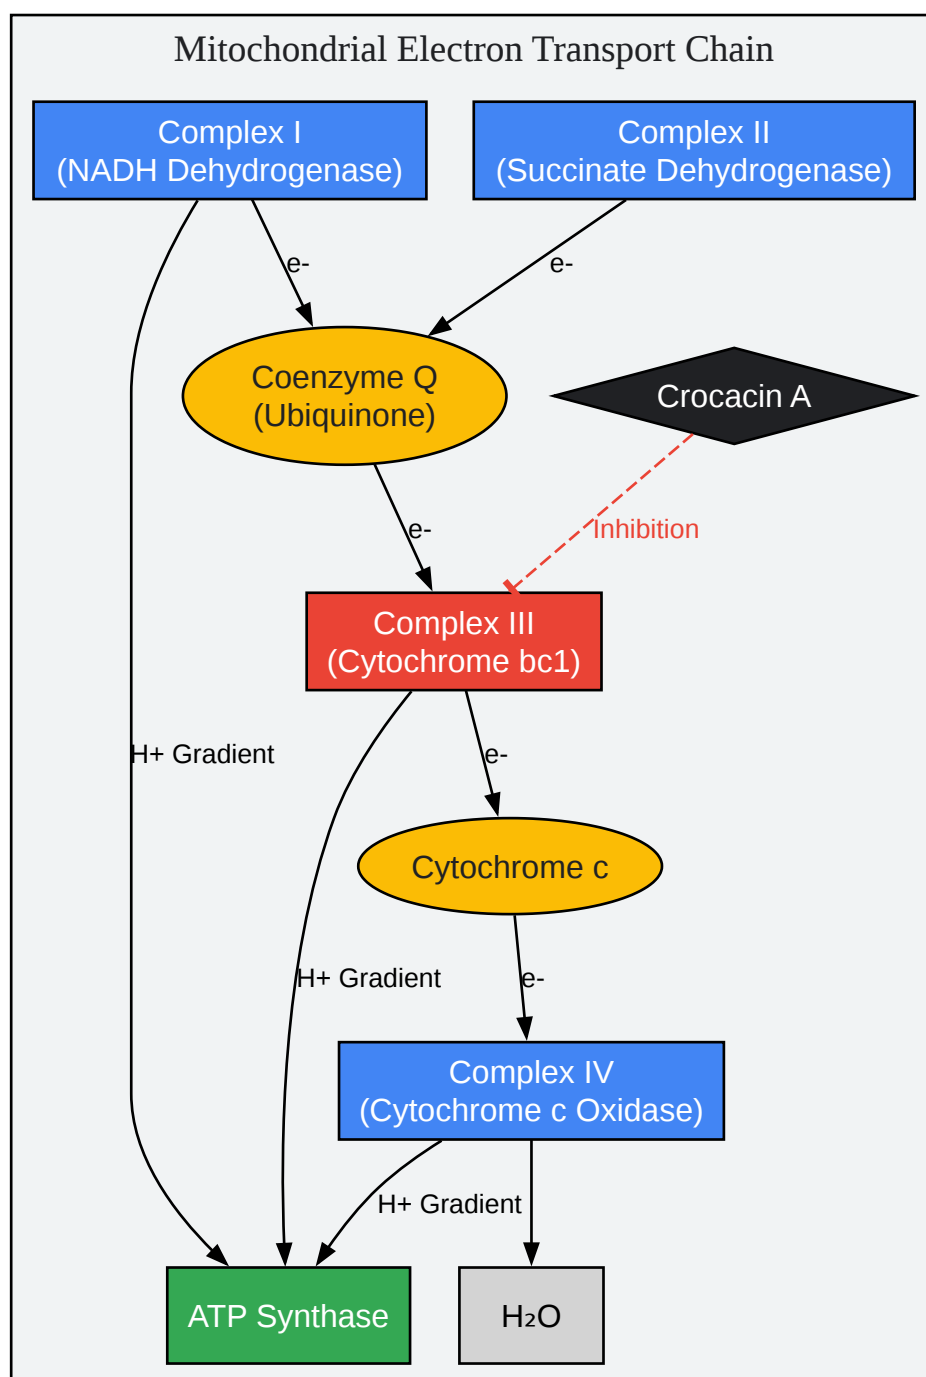 Mitochondrial Electron Transport Chain
Complex I
(NADH Dehydrogenase)
Complex II
(Succinate Dehydrogenase)
e-
e-
Coenzyme Q
(Ubiquinone)
Crocacin A
e-
Inhibition
Complex III
(Cytochrome bc1)
H+ Gradient
e-
Cytochrome c
H+ Gradient
e-
Complex IV
(Cytochrome c Oxidase)
H+ Gradient
ATP Synthase
H₂O